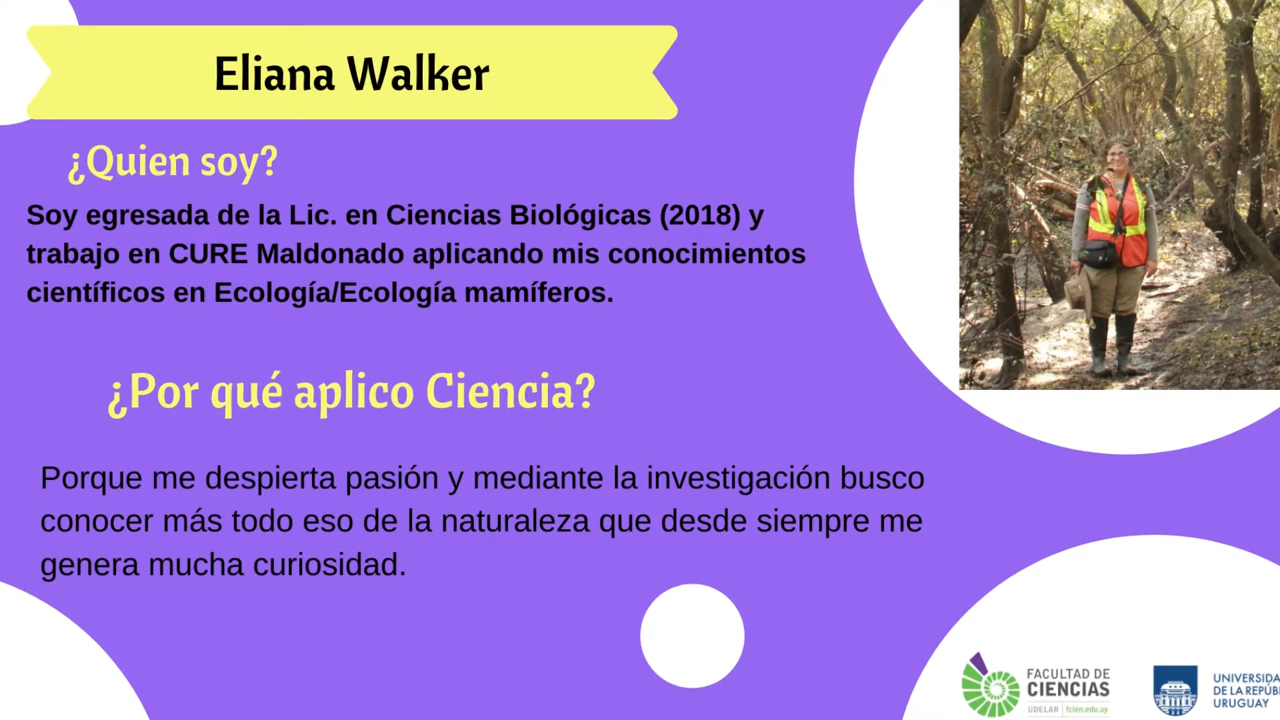 Eliana Walker
¿Quien soy?
Soy egresada de la Lic. en Ciencias Biológicas (2018) y
trabajo en CURE Maldonado aplicando mis conocimientos
científicos en Ecología/Ecología mamíferos.
¿Por qué aplico Ciencia?
Porque me despierta pasión y mediante la investigación busco
conocer más todo eso de la naturaleza que desde siempre me
genera mucha curiosidad.
FACULTAD DE
CIENCIAS
UDELAR | fcien.edu.uy
UNIVERSIDA
DE LA REPÚB
URUGUAY